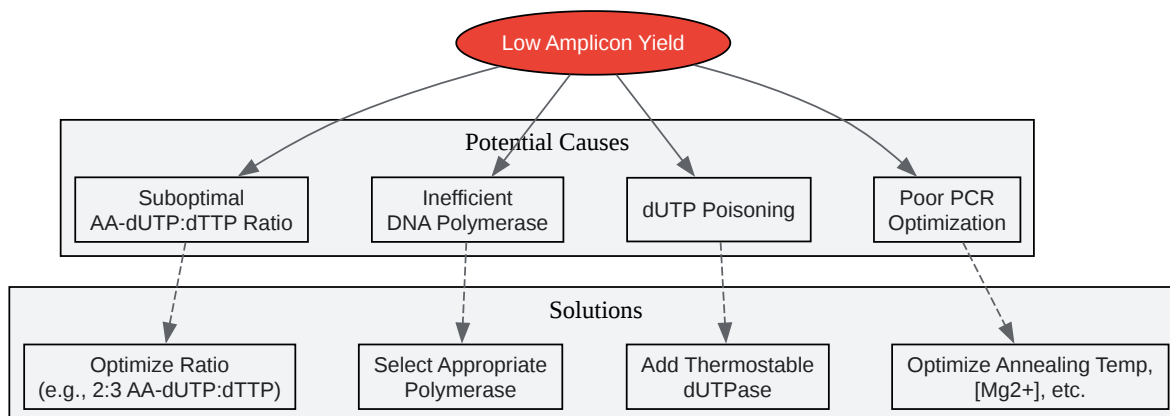 Low Amplicon Yield
Potential Causes
Suboptimal
AA-dUTP:dTTP Ratio
Inefficient
DNA Polymerase
dUTP Poisoning
Poor PCR
Optimization
Solutions
Optimize Ratio
(e.g., 2:3 AA-dUTP:dTTP)
Select Appropriate
Polymerase
Add Thermostable
dUTPase
Optimize Annealing Temp,
[Mg2+], etc.